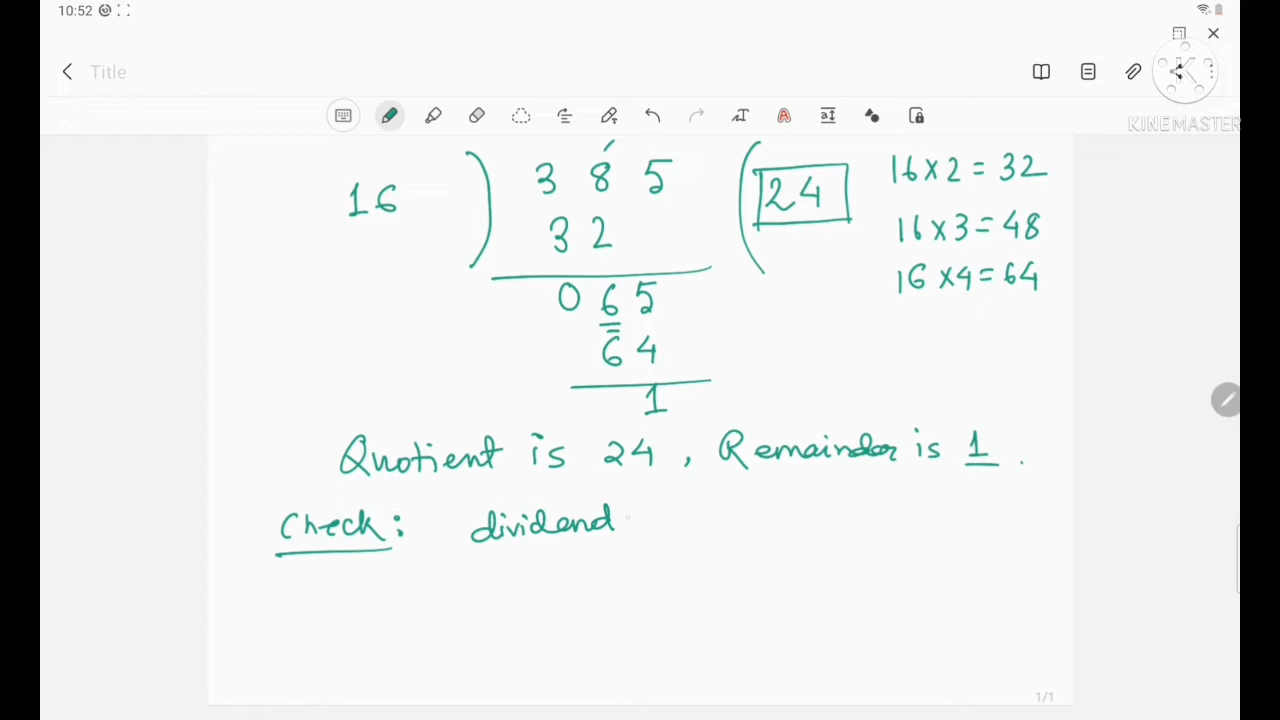 10:52
Title
KINEMASTER
16 ) 3 8 5 ( 24
3 2
0 6 5
6 4
1
16 x 2 = 32
16 x 3 = 48
16 x 4 = 64
Quotient is 24 , Remainder is 1 .
Check : dividend
1/1